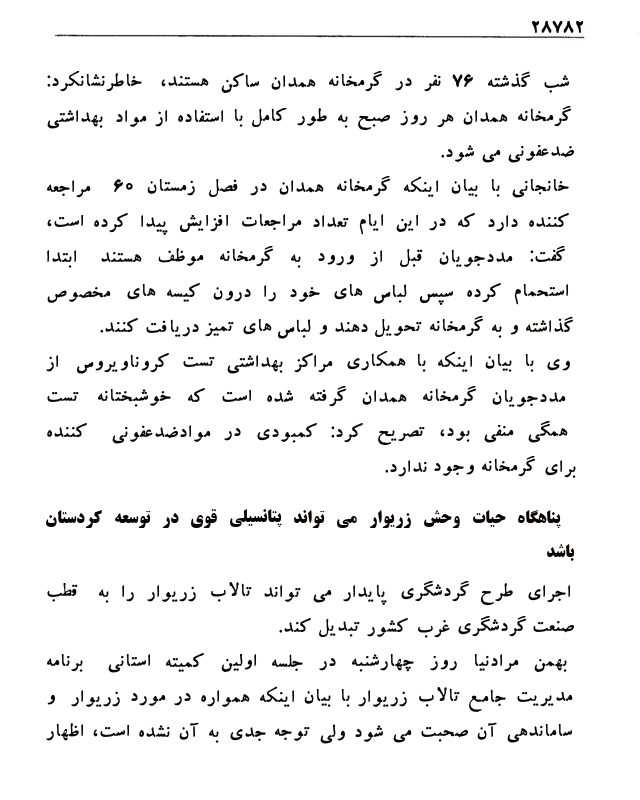 ۲۸۷۸۲
شب گذشته ۷۶ نفر در گرمخانه همدان ساکن هستند، خاطرنشانکرد:
گرمخانه همدان هر روز صبح به طور کامل با استفاده از مواد بهداشتی
ضدعفونی می شود.
خانجانی با بیان اینکه گرمخانه همدان در فصل زمستان ۶۰ مراجعه
کننده دارد که در این ایام تعداد مراجعات افزایش پیدا کرده است،
گفت: مددجویان قبل از ورود به گرمخانه موظف هستند ابتدا
استحمام کرده سپس لباس های خود را درون کیسه های مخصوص
گذاشته و به گرمخانه تحویل دهند و لباس های تمیز دریافت کنند.
وی با بیان اینکه با همکاری مراکز بهداشتی تست کروناویروس از
مددجویان گرمخانه همدان گرفته شده است که خوشبختانه تست
همگی منفی بود، تصریح کرد: کمبودی در موادضدعفونی کننده
برای گرمخانه وجود ندارد.
پناهگاه حیات وحش زریوار می تواند پتانسیلی قوی در توسعه کردستان
باشد
اجرای طرح گردشگری پایدار می تواند تالاب زریوار را به قطب
صنعت گردشگری غرب کشور تبدیل کند.
بهمن مرادنیا روز چهارشنبه در جلسه اولین کمیته استانی برنامه
مدیریت جامع تالاب زریوار با بیان اینکه همواره در مورد زریوار و
ساماندهی آن صحبت می شود ولی توجه جدی به آن نشده است، اظهار